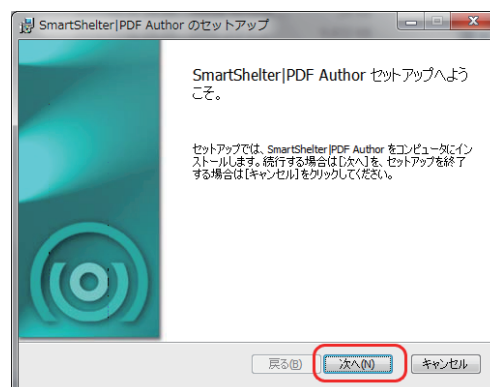 SmartShelter|PDF Author のセットアップ
SmartShelter|PDF Author セットアップへよう
こそ。
セットアップでは、SmartShelter|PDF Author をコンピュータにイン
ストールします。続行する場合は[次へ]を、セットアップを終了
する場合は[キャンセル]をクリックしてください。
戻る(B) 次へ(N) キャンセル